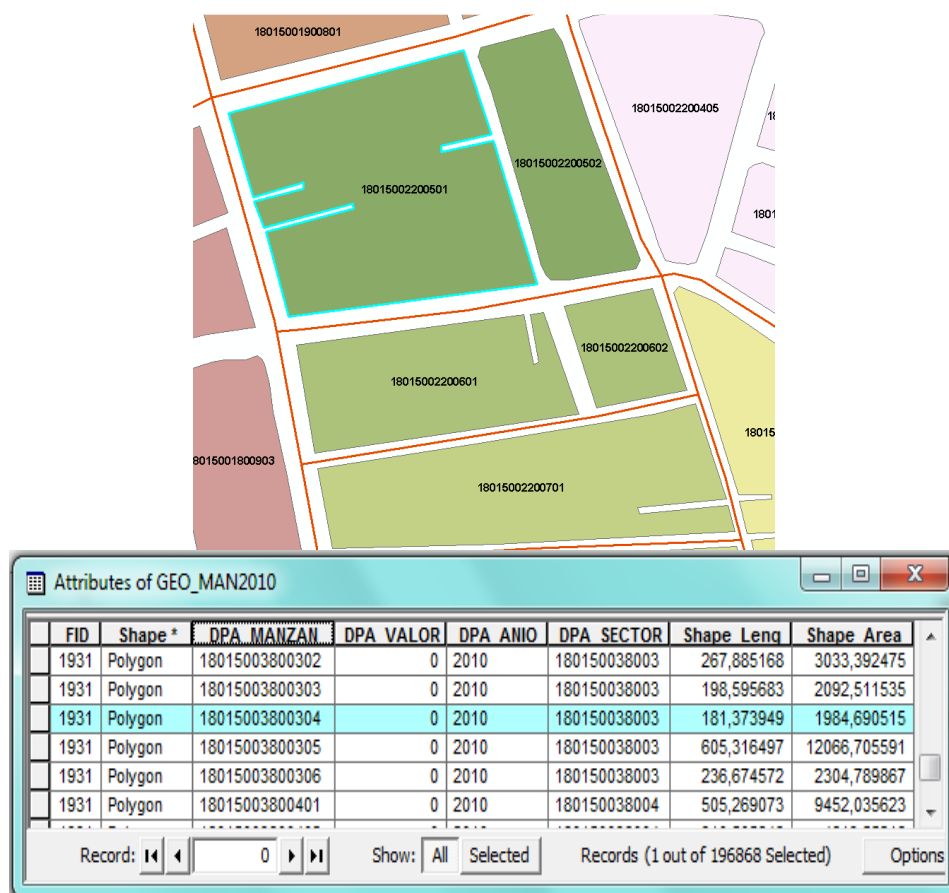 18015001900801
18015002200405
18
18015002200502
18015002200501
1801
18015002200602
18015002200601
18015
8015001800903
18015002200701
Attributes of GEO_MAN2010
FID Shape * DPA_MANZAN DPA_VALOR DPA_ANIO DPA_SECTOR Shape_Leng Shape_Area
1931 Polygon 18015003800302 0 2010 180150038003 267,885168 3033,392475
1931 Polygon 18015003800303 0 2010 180150038003 198,595683 2092,511535
1931 Polygon 18015003800304 0 2010 180150038003 181,373949 1984,690515
1931 Polygon 18015003800305 0 2010 180150038003 605,316497 12066,705591
1931 Polygon 18015003800306 0 2010 180150038003 236,674572 2304,789867
1931 Polygon 18015003800401 0 2010 180150038004 505,269073 9452,035623
Record: 0 Show: All Selected Records (1 out of 196868 Selected) Options